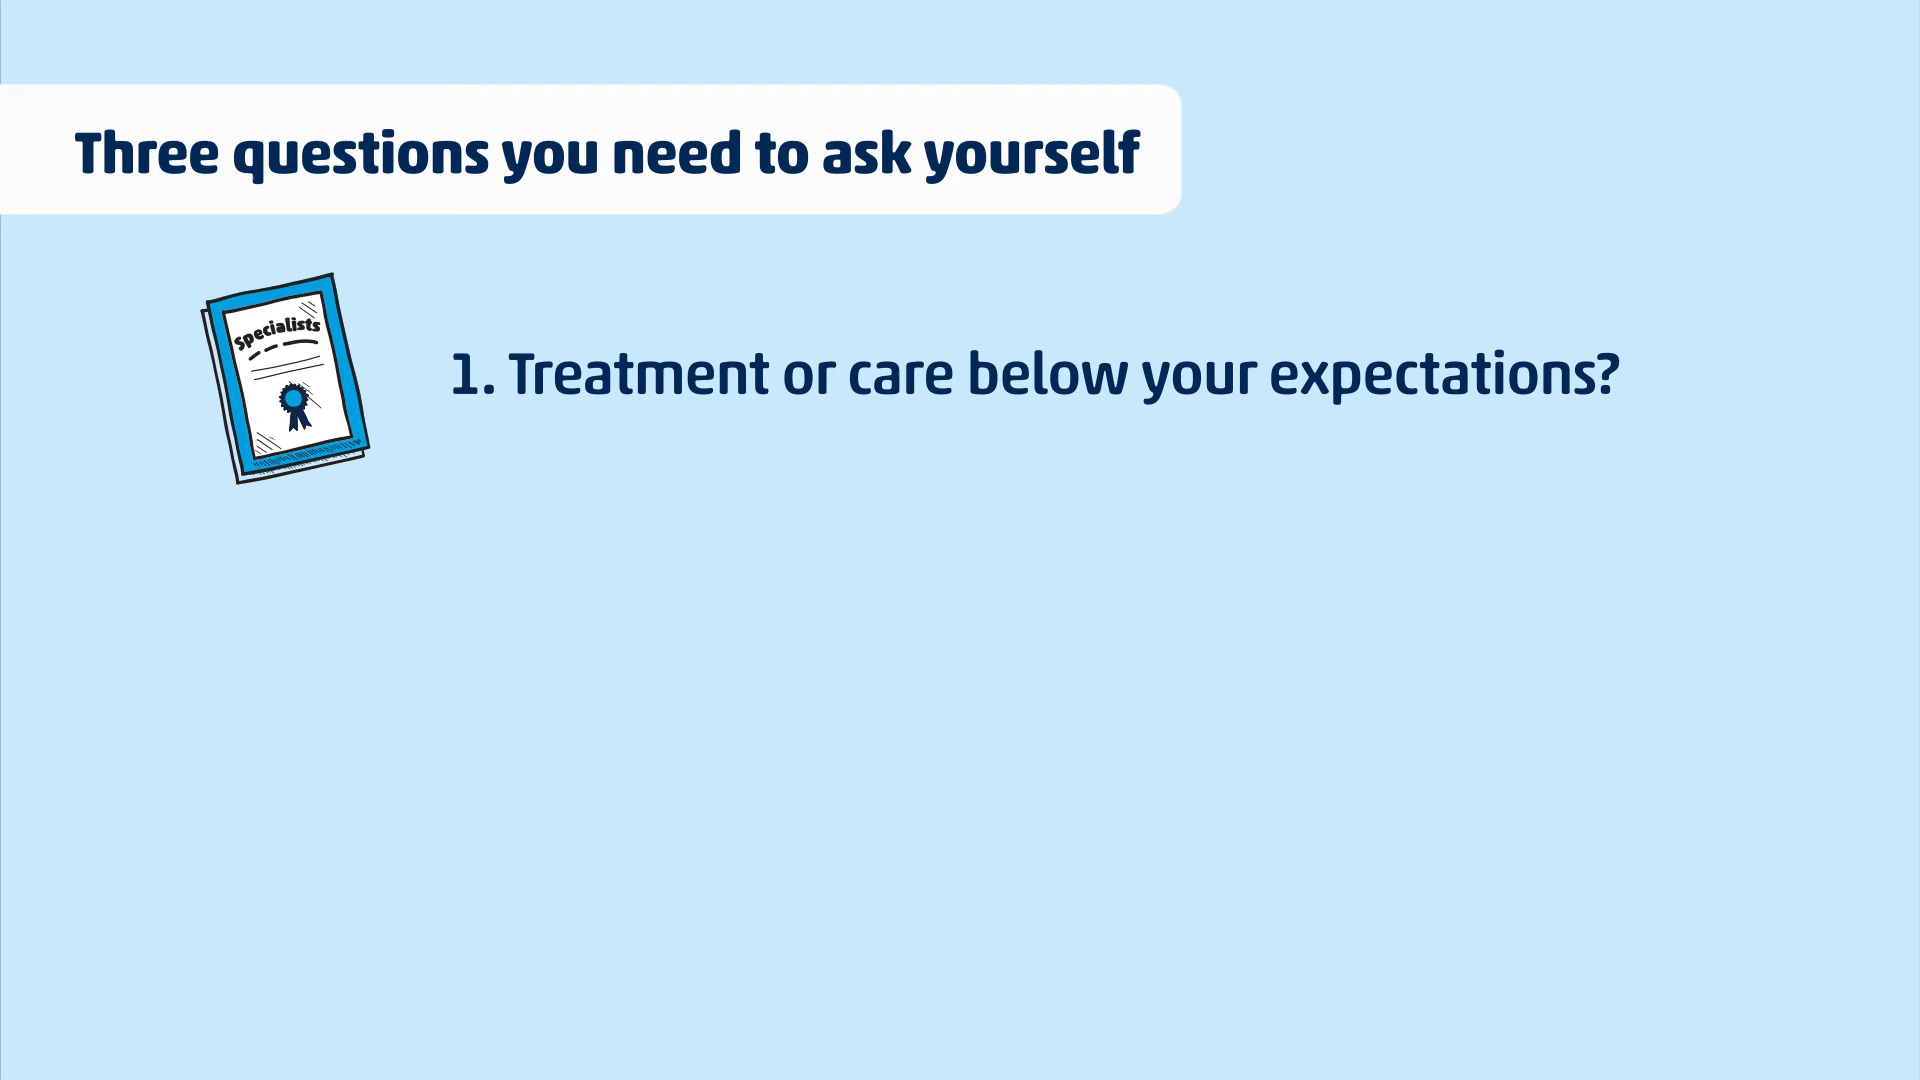 Three questions you need to ask yourself
Specialists
1. Treatment or care below your expectations?